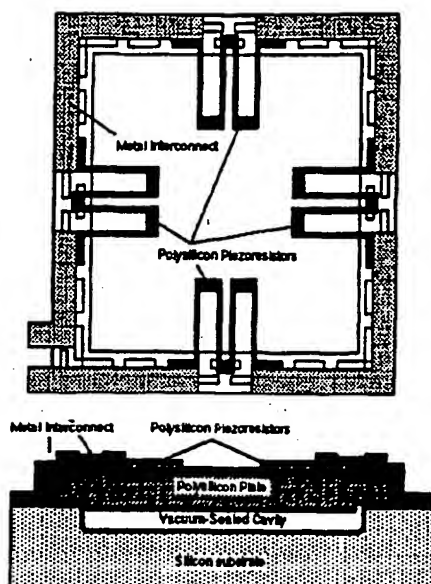 Metal Interconnect
Polysilicon Piezoresistors
Metal Interconnect
Polysilicon Piezoresistors
Polysilicon Plate
Vacuum-Sealed Cavity
Silicon substrate